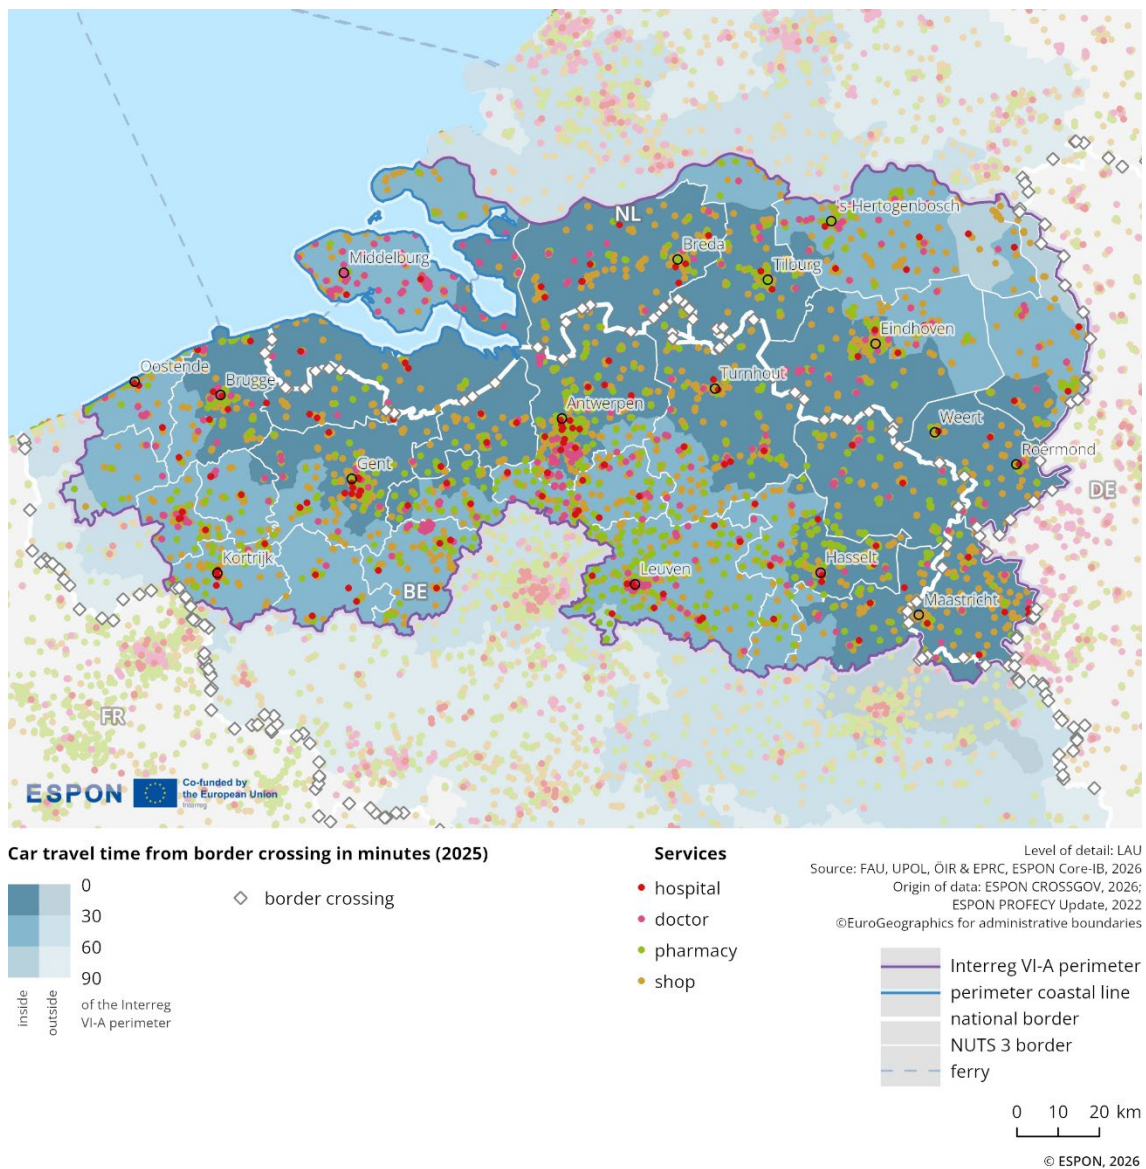 NL
's-Hertogenbosch
Breda
Tilburg
Middelburg
Eindhoven
Oostende
Brugge
Turnhout
Antwerpen
Weert
Roermond
Gent
DE
Kortrijk
Leuven
Hasselt
BE
Maastricht
FR
ESPON
Co-funded by
the European Union
Interreg
Car travel time from border crossing in minutes (2025)
0
30
60
90
inside
outside
of the Interreg
VI-A perimeter
border crossing
Services
hospital
doctor
pharmacy
shop
Level of detail: LAU
Source: FAU, UPOL, ÖIR & EPRC, ESPON Core-IB, 2026
Origin of data: ESPON CROSSGOV, 2026;
ESPON PROFECY Update, 2022
©EuroGeographics for administrative boundaries
Interreg VI-A perimeter
perimeter coastal line
national border
NUTS 3 border
ferry
0 10 20 km
© ESPON, 2026